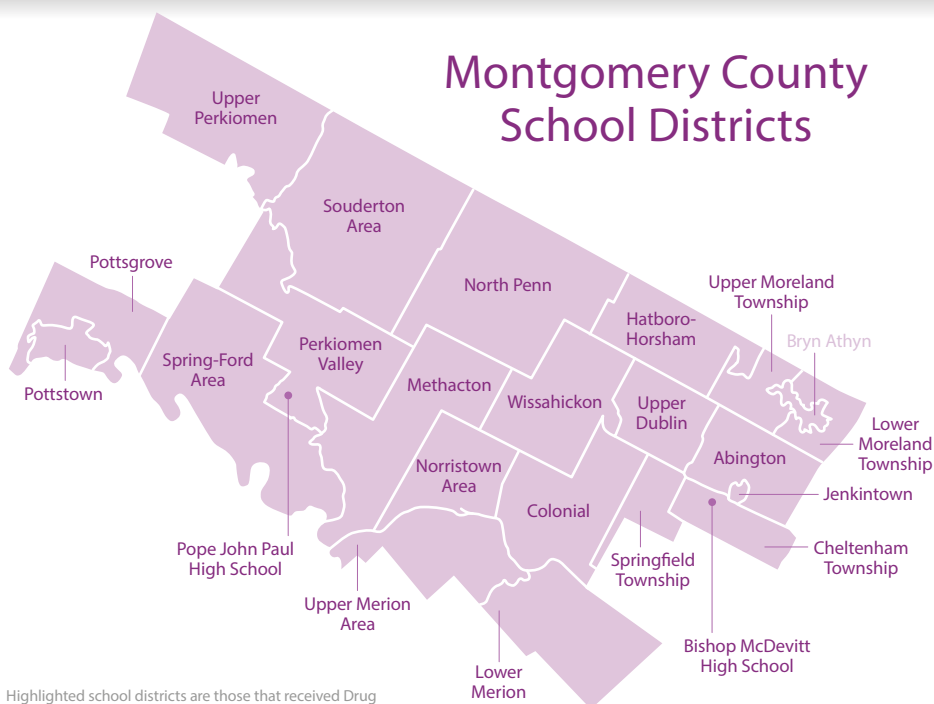 Montgomery County
School Districts
Upper
Perkiomen
Souderton
Area
Pottsgrove
North Penn
Upper Moreland
Township
Hatboro-
Horsham
Bryn Athyn
Perkiomen
Valley
Spring-Ford
Area
Methacton
Pottstown
Wissahickon
Upper
Dublin
Lower
Moreland
Township
Abington
Norristown
Area
Jenkintown
Colonial
Pope John Paul
High School
Springfield
Township
Cheltenham
Township
Upper Merion
Area
Bishop McDevitt
High School
Lower
Merion
Highlighted school districts are those that received Drug